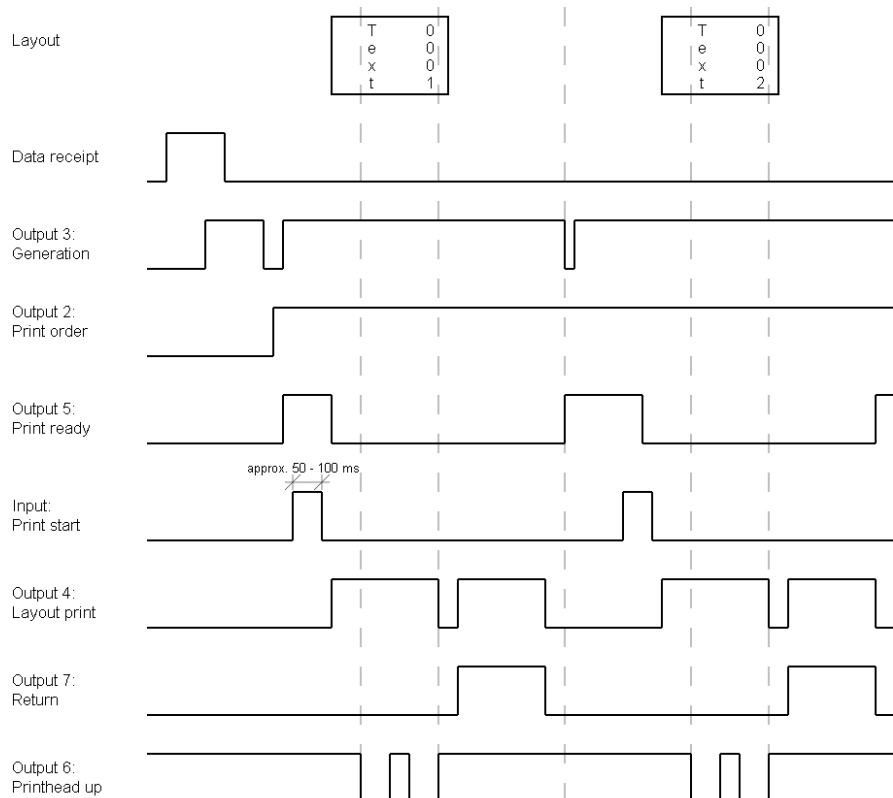 Layout
T 0
e 0
x 0
t 1
T 0
e 0
x 0
t 2
Data receipt
Output 3:
Generation
Output 2:
Print order
Output 5:
Print ready
approx. 50 - 100 ms
Input:
Print start
Output 4:
Layout print
Output 7:
Return
Output 6:
Printhead up